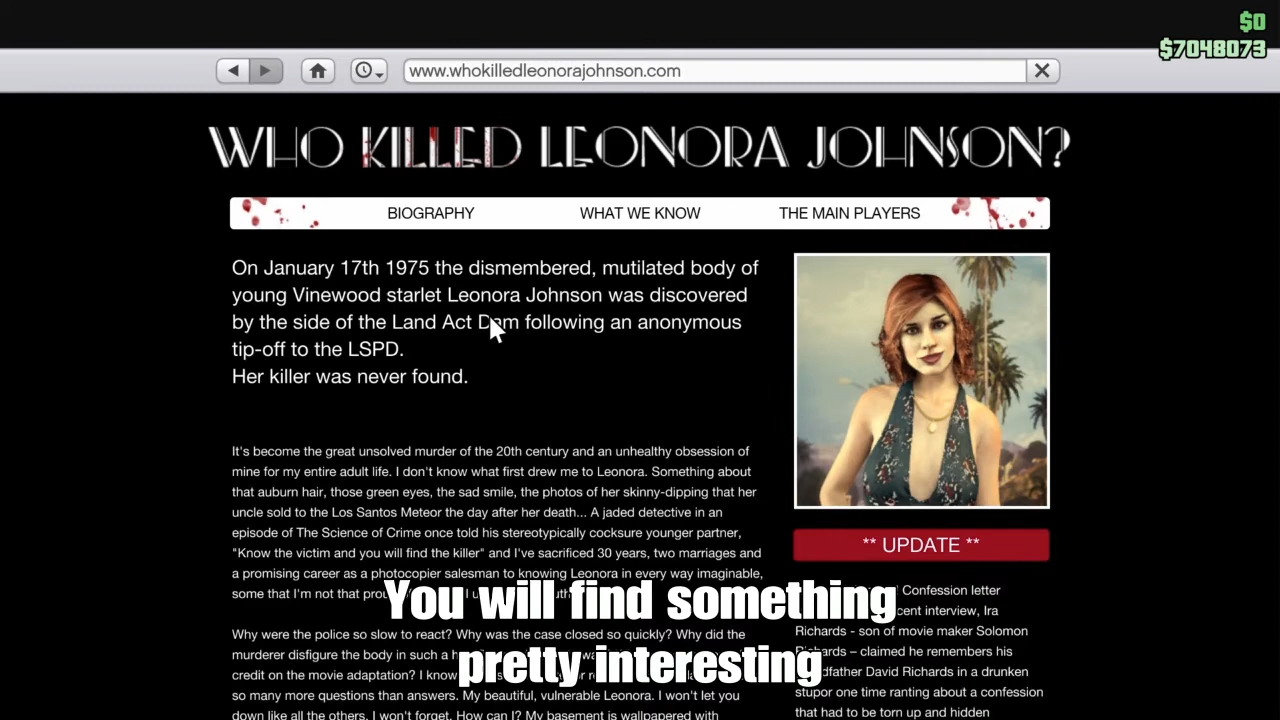 $0
$7048073
www.whokilledleonorajohnson.com
WHO KILLED LEONORA JOHNSON?
BIOGRAPHY
WHAT WE KNOW
THE MAIN PLAYERS
On January 17th 1975 the dismembered, mutilated body of
young Vinewood starlet Leonora Johnson was discovered
by the side of the Land Act Dam following an anonymous
tip-off to the LSPD.
Her killer was never found.
It's become the great unsolved murder of the 20th century and an unhealthy obsession of
mine for my entire adult life. I don't know what first drew me to Leonora. Something about
that auburn hair, those green eyes, the sad smile, the photos of her skinny-dipping that her
uncle sold to the Los Santos Meteor the day after her death... A jaded detective in an
episode of The Science of Crime once told his stereotypically cocksure younger partner,
"Know the victim and you will find the killer" and I've sacrificed 30 years, two marriages and
a promising career as a photocopier salesman to knowing Leonora in every way imaginable,
some that I'm not that
Why were the police so slow to react? Why was the case closed so quickly? Why did the
murderer disfigure the body in such a
credit on the movie adaptation? I know
so many more questions than answers. My beautiful, vulnerable Leonora. I won't let you
down like all the others. I won't forget. How can I? My basement is wallpapered with
** UPDATE **
Confession letter
interview, Ira
Richards - son of movie maker Solomon
Richards – claimed he remembers his
David Richards in a drunken
stupor one time ranting about a confession
that had to be torn up and hidden
You will find something
pretty interesting